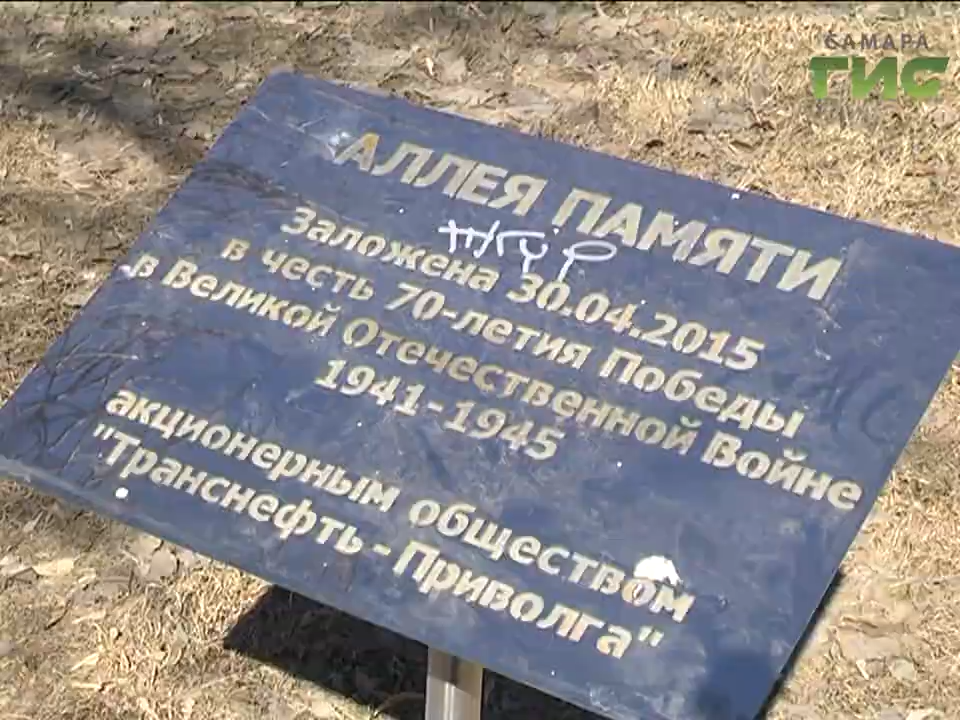 САМАРА
ГИС
АЛЛЕЯ ПАМЯТИ
Заложена 30.04.2015
в честь 70-летия Победы
в Великой Отечественной Войне
1941-1945
акционерным обществом
"Транснефть - Приволга"